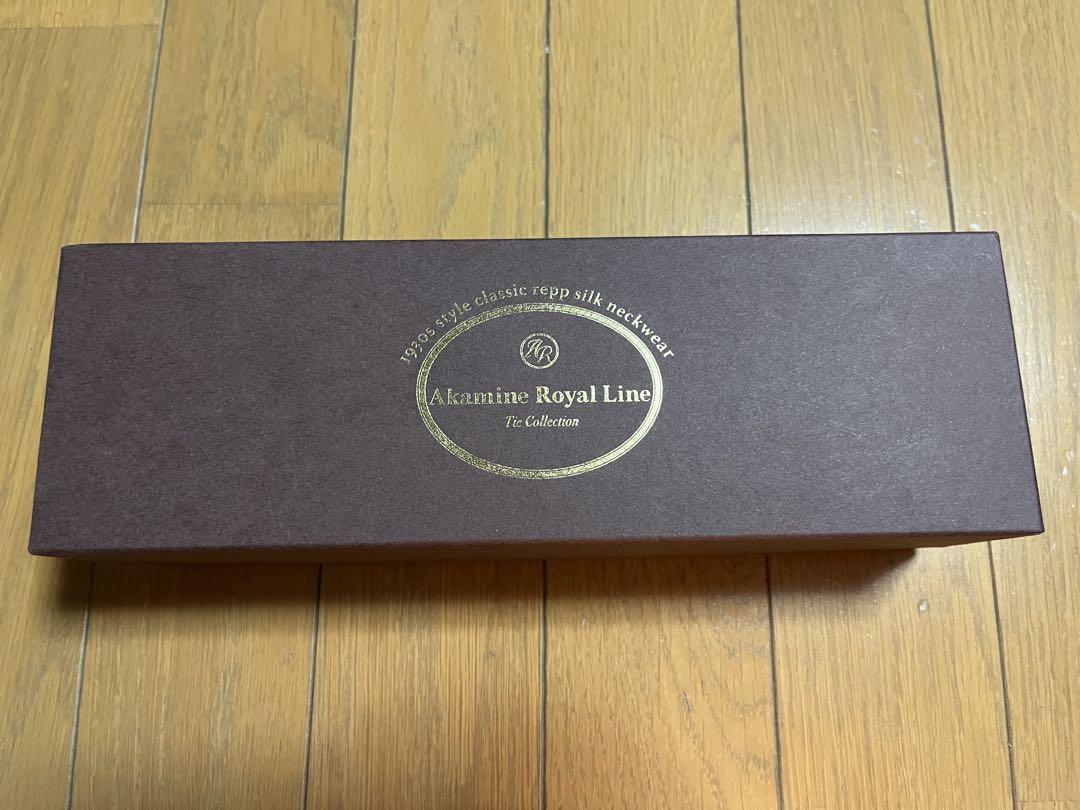 1930s style classic repp silk neckwear
AR
Akamine Royal Line
Tie Collection